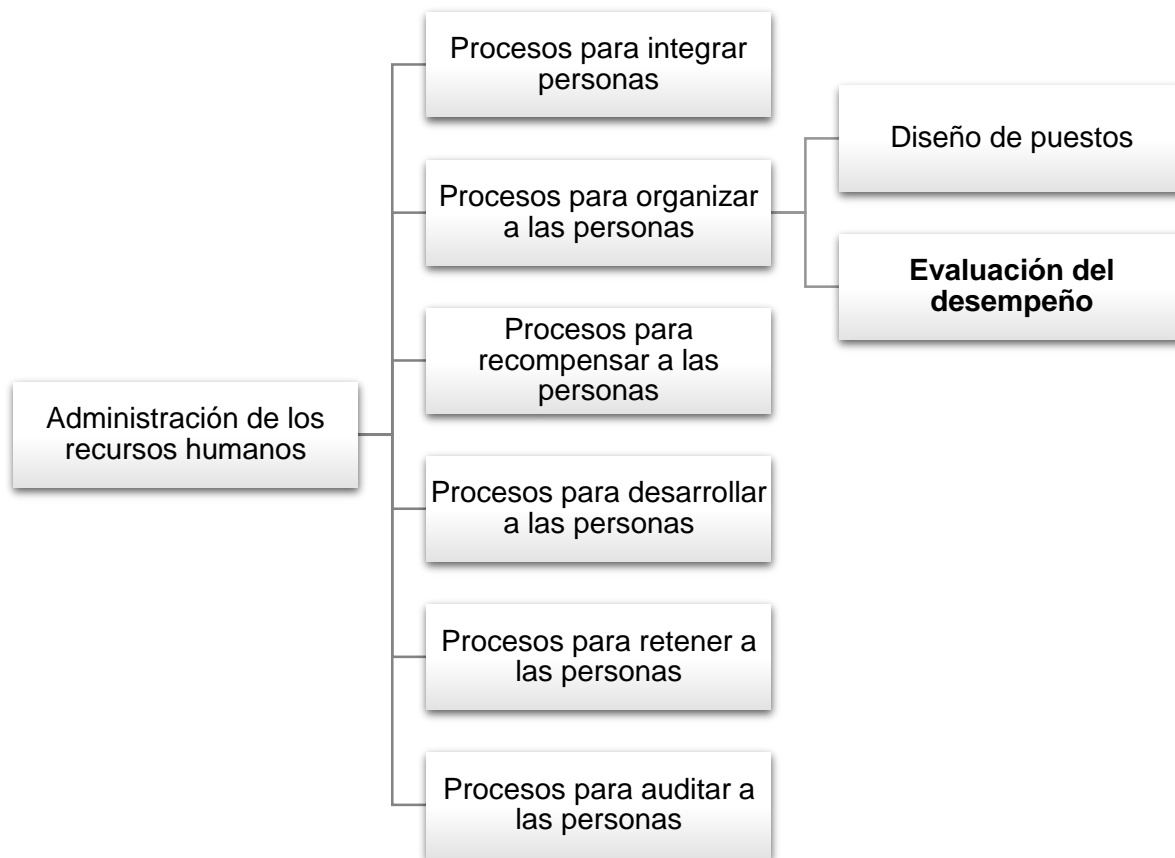 Procesos para integrar
personas
Procesos para organizar
a las personas
Diseño de puestos
Evaluación del
desempeño
Procesos para
recompensar a las
personas
Administración de los
recursos humanos
Procesos para desarrollar
a las personas
Procesos para retener a
las personas
Procesos para auditar a
las personas